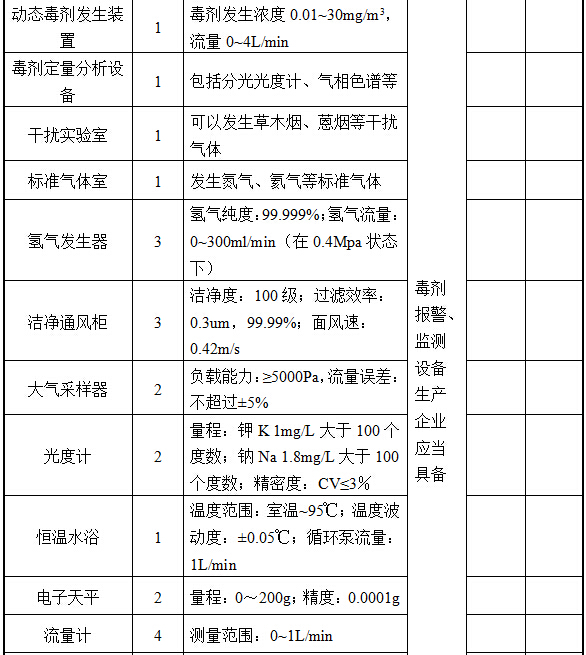 动态毒剂发生装
置
1
毒剂发生浓度 0.01~30mg/m³，
流量 0~4L/min
毒剂定量分析设
备
1
包括分光光度计、气相色谱等
干扰实验室
1
可以发生草木烟、蒽烟等干扰
气体
标准气体室
1
发生氮气、氦气等标准气体
氢气发生器
3
氢气纯度：99.999%；氢气流量：
0~300ml/min（在 0.4Mpa 状态
下）
洁净通风柜
3
洁净度：100 级；过滤效率：
0.3um，99.99%；面风速：
0.42m/s
大气采样器
2
负载能力：≥5000Pa，流量误差：
不超过±5%
光度计
2
量程：钾 K 1mg/L 大于 100 个
度数；钠 Na 1.8mg/L 大于 100
个度数；精密度：CV≤3％
恒温水浴
1
温度范围：室温~95℃；温度波
动度：±0.05℃；循环泵流量：
1L/min
电子天平
2
量程：0～200g；精度：0.0001g
流量计
4
测量范围：0~1L/min
毒剂
报警、
监测
设备
生产
企业
应当
具备